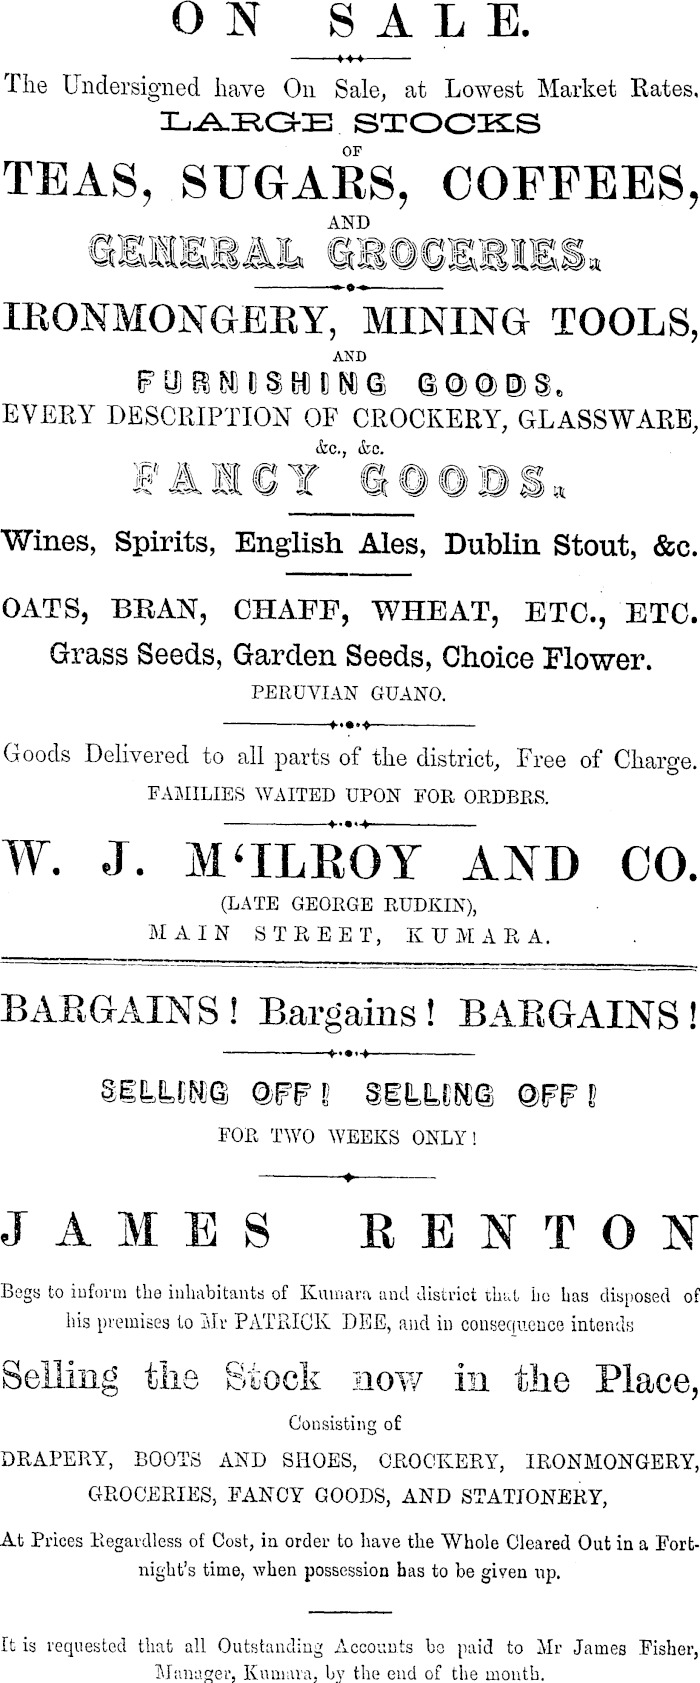 ON SALE.
The Undersigned have On Sale, at Lowest Market Rates,
LARGE STOCKS
OF
TEAS, SUGARS, COFFEES,
AND
GENERAL GROCERIES.
IRONMONGERY, MINING TOOLS,
AND
FURNISHING GOODS.
EVERY DESCRIPTION OF CROCKERY, GLASSWARE,
&c., &c.
FANCY GOODS.
Wines, Spirits, English Ales, Dublin Stout, &c.
OATS, BRAN, CHAFF, WHEAT, ETC., ETC.
Grass Seeds, Garden Seeds, Choice Flower.
PERUVIAN GUANO.
Goods Delivered to all parts of the district, Free of Charge.
FAMILIES WAITED UPON FOR ORDBRS.
W. J. M'ILROY AND CO.
(LATE GEORGE RUDKIN),
MAIN STREET, KUMARA.
BARGAINS! Bargains! BARGAINS!
SELLING OFF! SELLING OFF!
FOR TWO WEEKS ONLY!
JAMES RENTON
Begs to inform the inhabitants of Kumara and district that he has disposed of
his premises to Mr PATRICK DEE, and in consequence intends
Selling the Stock now in the Place,
Consisting of
DRAPERY, BOOTS AND SHOES, CROCKERY, IRONMONGERY,
GROCERIES, FANCY GOODS, AND STATIONERY,
At Prices Regardless of Cost, in order to have the Whole Cleared Out in a Fort-
night's time, when possession has to be given up.
It is requested that all Outstanding Accounts be paid to Mr James Fisher,
Manager, Kumara, by the end of the month.